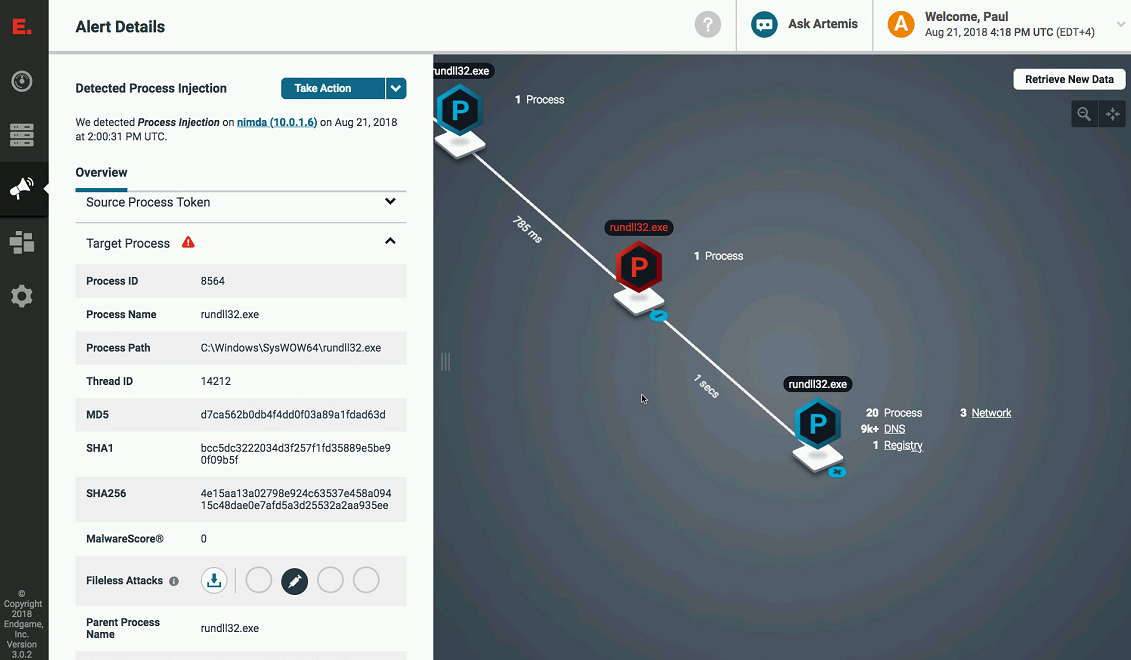 E.
Alert Details
?
Ask Artemis
A
Welcome, Paul
Aug 21, 2018 4:18 PM UTC (EDT+4)
Detected Process Injection
Take Action
We detected Process Injection on nimda (10.0.1.6) on Aug 21, 2018
at 2:00:31 PM UTC.
Overview
Source Process Token
Target Process
Process ID 8564
Process Name rundll32.exe
Process Path C:\Windows\SysWOW64\rundll32.exe
Thread ID 14212
MD5 d7ca562b0db4f4dd0f03a89a1fdad63d
SHA1 bcc5dc3222034d3f257f1fd35889e5be9
0f09b5f
SHA256 4e15aa13a02798e924c63537e458a094
15c48dae0e7afd5a3d25532a2aa935ee
MalwareScore® 0
Fileless Attacks i
Parent Process
Name rundll32.exe
©
Copyright
2018
Endgame,
Inc.
Version
3.0.2
Retrieve New Data
rundll32.exe
P
1 Process
785 ms
rundll32.exe
P
1 Process
1 secs
rundll32.exe
P
20 Process 3 Network
9k+ DNS
1 Registry